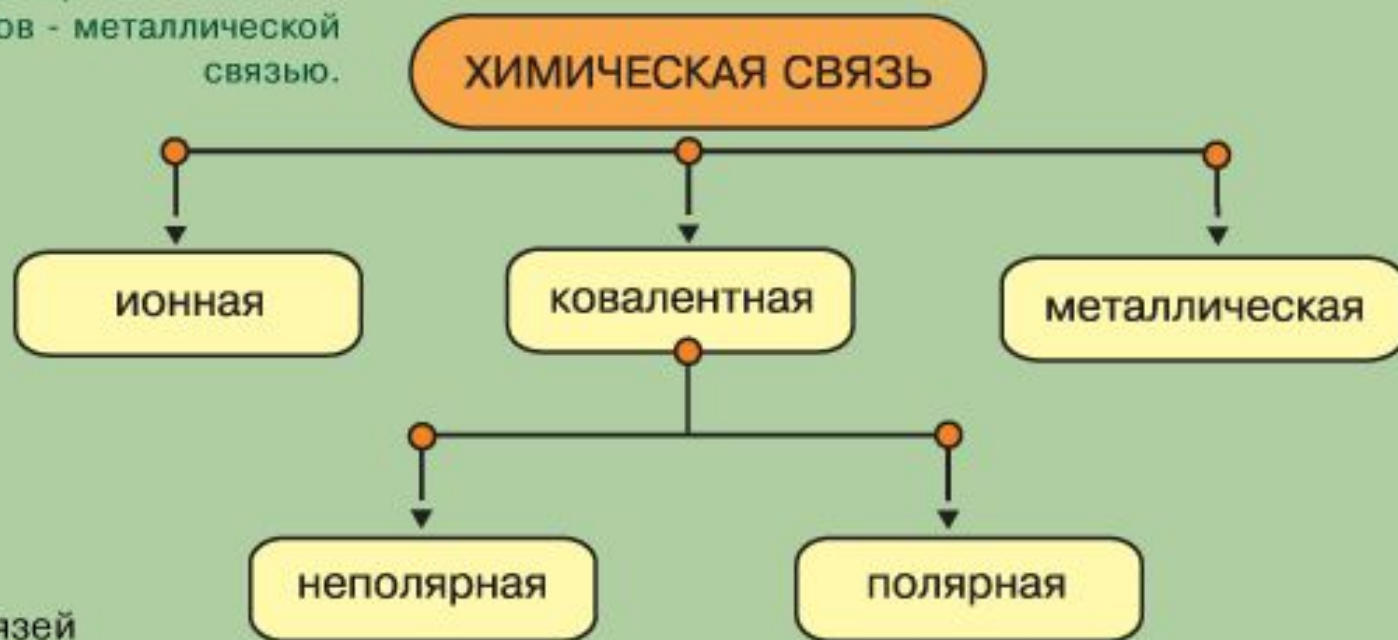 ов - металлической
связью.
ХИМИЧЕСКАЯ СВЯЗЬ
ионная
ковалентная
металлическая
неполярная
полярная
язей